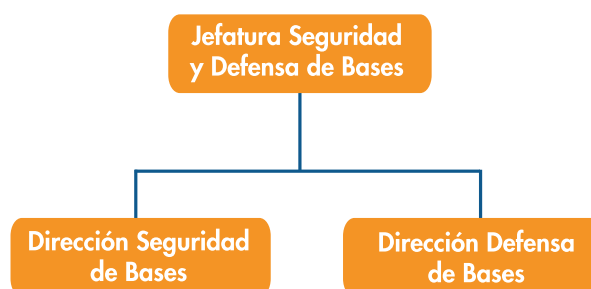 Jefatura Seguridad
y Defensa de Bases
Dirección Seguridad
de Bases
Dirección Defensa
de Bases